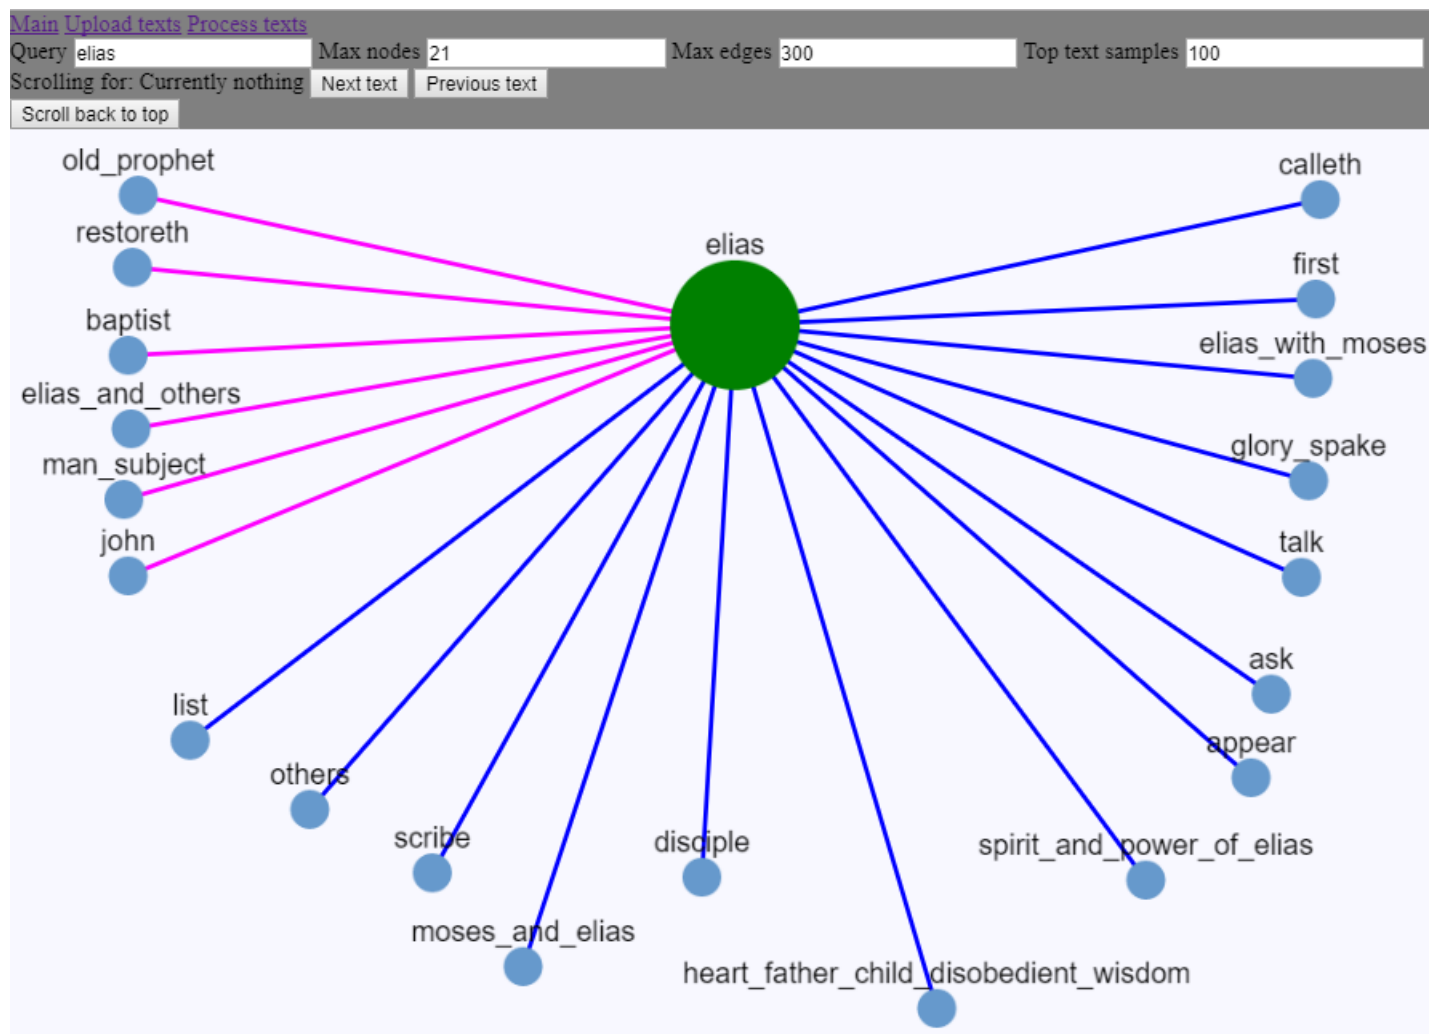 Main Upload texts Process texts
Query elias Max nodes 21 Max edges 300 Top text samples 100
Scrolling for: Currently nothing Next text Previous text
Scroll back to top
old_prophet
calleth
restoreth
elias
first
baptist
elias_with_moses
elias_and_others
glory_spake
man_subject
john
talk
ask
list
appear
others
scribe
disciple
spirit_and_power_of_elias
moses_and_elias
heart_father_child_disobedient_wisdom